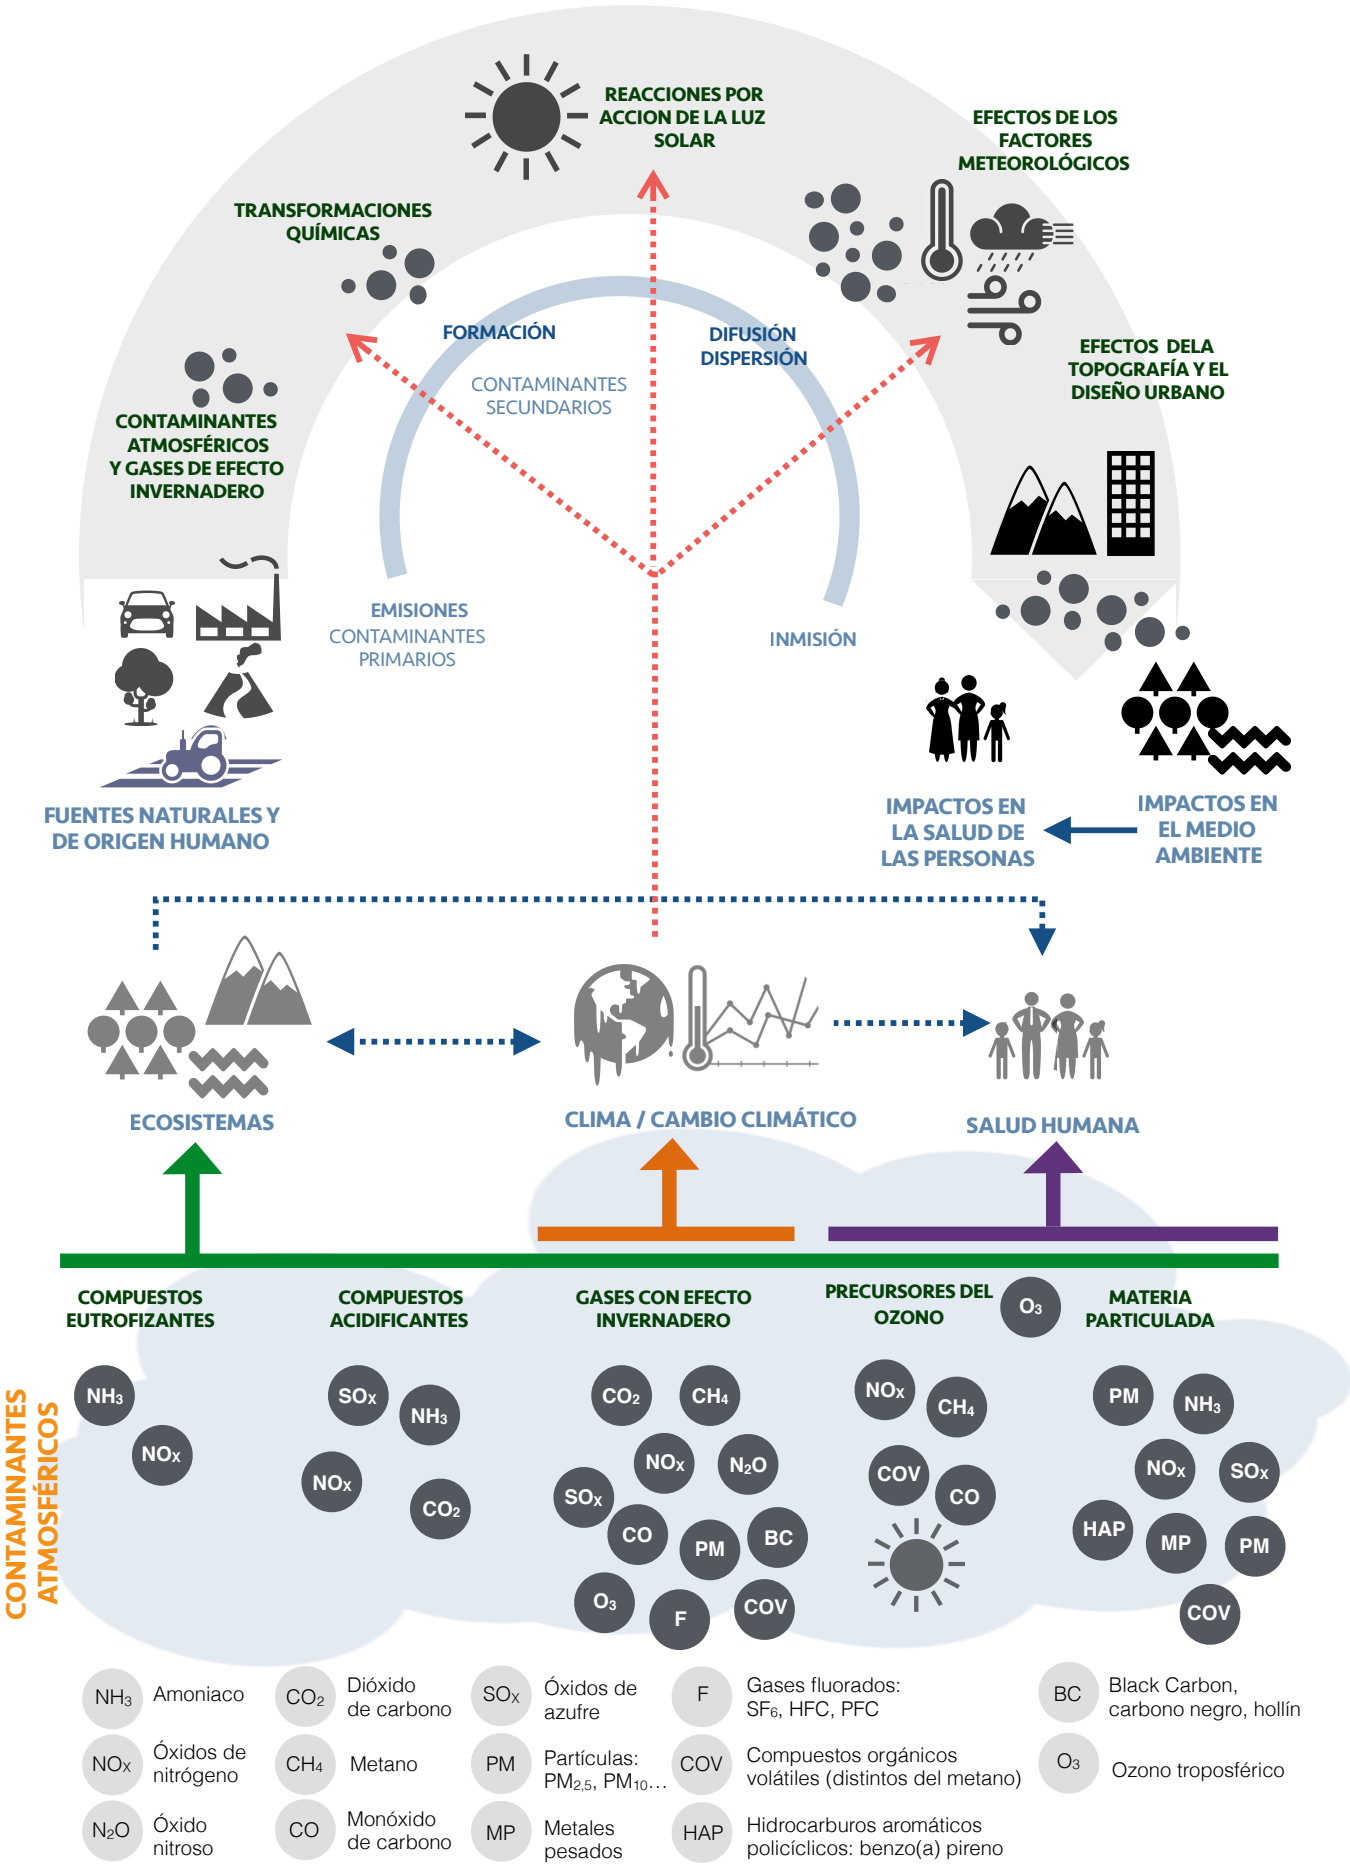 REACCIONES POR
ACCION DE LA LUZ
SOLAR
EFECTOS DE LOS
FACTORES
METEOROLÓGICOS
TRANSFORMACIONES
QUÍMICAS
FORMACIÓN
CONTAMINANTES
SECUNDARIOS
DIFUSIÓN
DISPERSIÓN
EFECTOS DELA
TOPOGRAFÍA Y EL
DISEÑO URBANO
CONTAMINANTES
ATMOSFÉRICOS
Y GASES DE EFECTO
INVERNADERO
EMISIONES
CONTAMINANTES
PRIMARIOS
INMISIÓN
FUENTES NATURALES Y
DE ORIGEN HUMANO
IMPACTOS EN
LA SALUD DE
LAS PERSONAS
IMPACTOS EN
EL MEDIO
AMBIENTE
ECOSISTEMAS
CLIMA / CAMBIO CLIMÁTICO
SALUD HUMANA
CONTAMINANTES
ATMOSFÉRICOS
COMPUESTOS
EUTROFIZANTES
NH₃
NOx
COMPUESTOS
ACIDIFICANTES
SOx
NH₃
NOx
CO₂
GASES CON EFECTO
INVERNADERO
CO₂
CH₄
NOx
N₂O
SOx
CO
PM
BC
O₃
F
COV
PRECURSORES DEL
OZONO
O₃
NOx
CH₄
COV
CO
MATERIA
PARTICULADA
PM
NH₃
NOx
SOx
HAP
MP
PM
COV
NH₃
Amoniaco
NOx
Óxidos de
nitrógeno
N₂O
Óxido
nitroso
CO₂
Dióxido
de carbono
CH₄
Metano
CO
Monóxido
de carbono
SOx
Óxidos de
azufre
PM
Partículas:
PM₂,₅, PM₁₀...
MP
Metales
pesados
F
Gases fluorados:
SF₆, HFC, PFC
COV
Compuestos orgánicos
volátiles (distintos del metano)
HAP
Hidrocarburos aromáticos
policíclicos: benzo(a) pireno
BC
Black Carbon,
carbono negro, hollín
O₃
Ozono troposférico